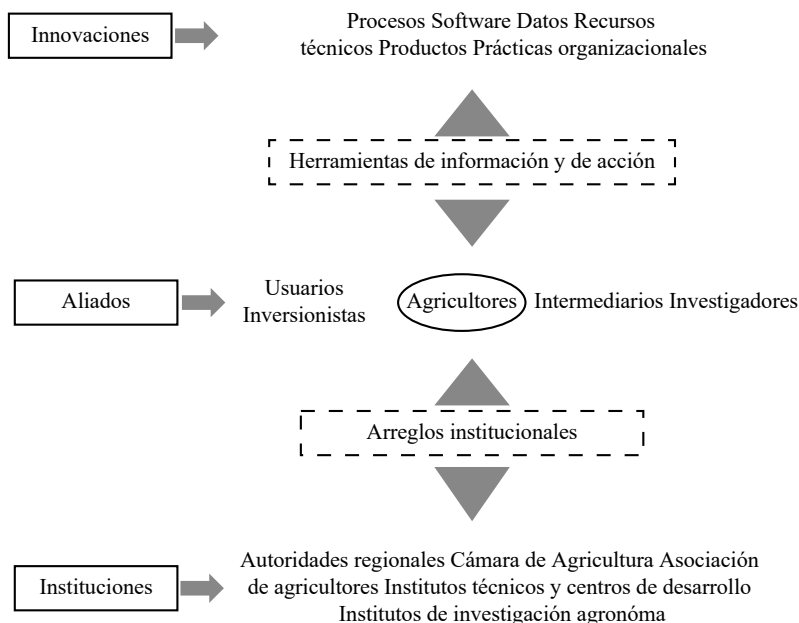 Innovaciones
Procesos Software Datos Recursos
técnicos Productos Prácticas organizacionales
Herramientas de información y de acción
Aliados
Usuarios
Inversionistas
Agricultores
Intermediarios Investigadores
Arreglos institucionales
Instituciones
Autoridades regionales Cámara de Agricultura Asociación
de agricultores Institutos técnicos y centros de desarrollo
Institutos de investigación agronóma